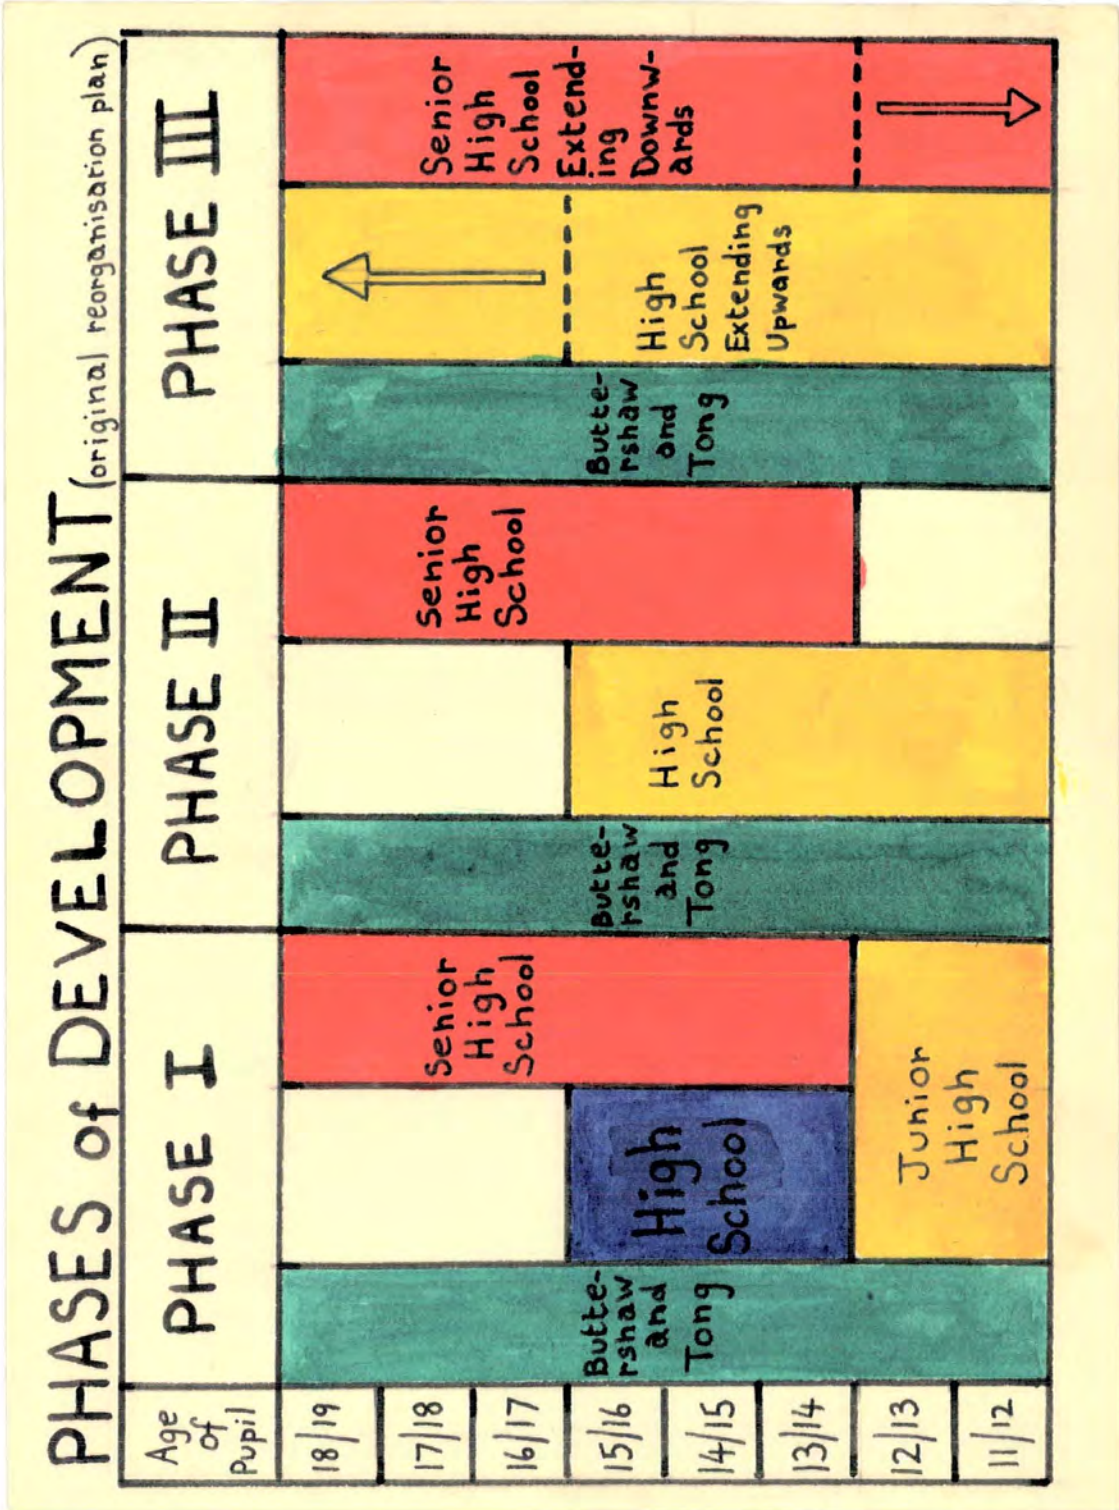 PHASES of DEVELOPMENT (original reorganisation plan)
Age
of
Pupil
PHASE I
PHASE II
PHASE III
18/19
17/18
16/17
15/16
14/15
13/14
12/13
11/12
Butte-
rshaw
and
Tong
High
School
Senior
High
School
Junior
High
School
Butte-
rshaw
and
Tong
High
School
Senior
High
School
Butte-
rshaw
and
Tong
High
School
Extending
Upwards
Senior
High
School
Extend-
ing
Downw-
ards